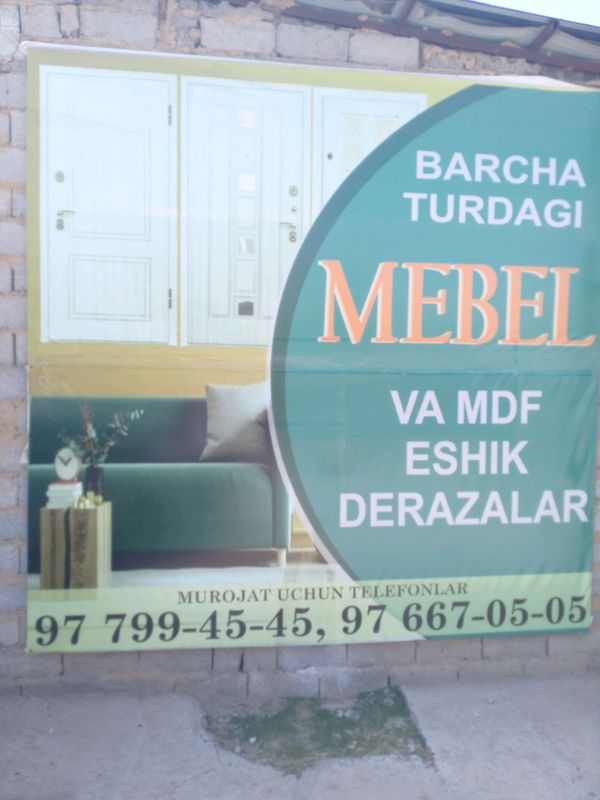 BARCHA
TURDAGI
MEBEL
VA MDF
ESHIK
DERAZALAR
MUROJAT UCHUN TELEFONLAR
97 799-45-45, 97 667-05-05